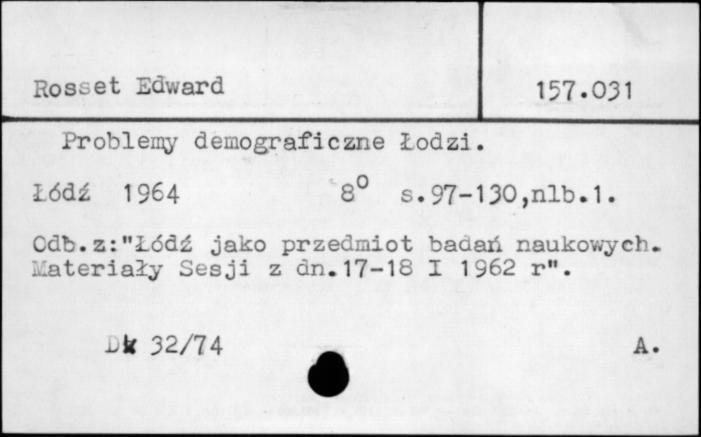 Rosset Edward
157.031
Problemy demograficzne Łodzi.
Łódź 1964 8° s.97-130,nlb.1.
Odb.z:"Łódź jako przedmiot badań naukowych.
Materiały Sesji z dn.17-18 I 1962 r".
Dk 32/74 A.